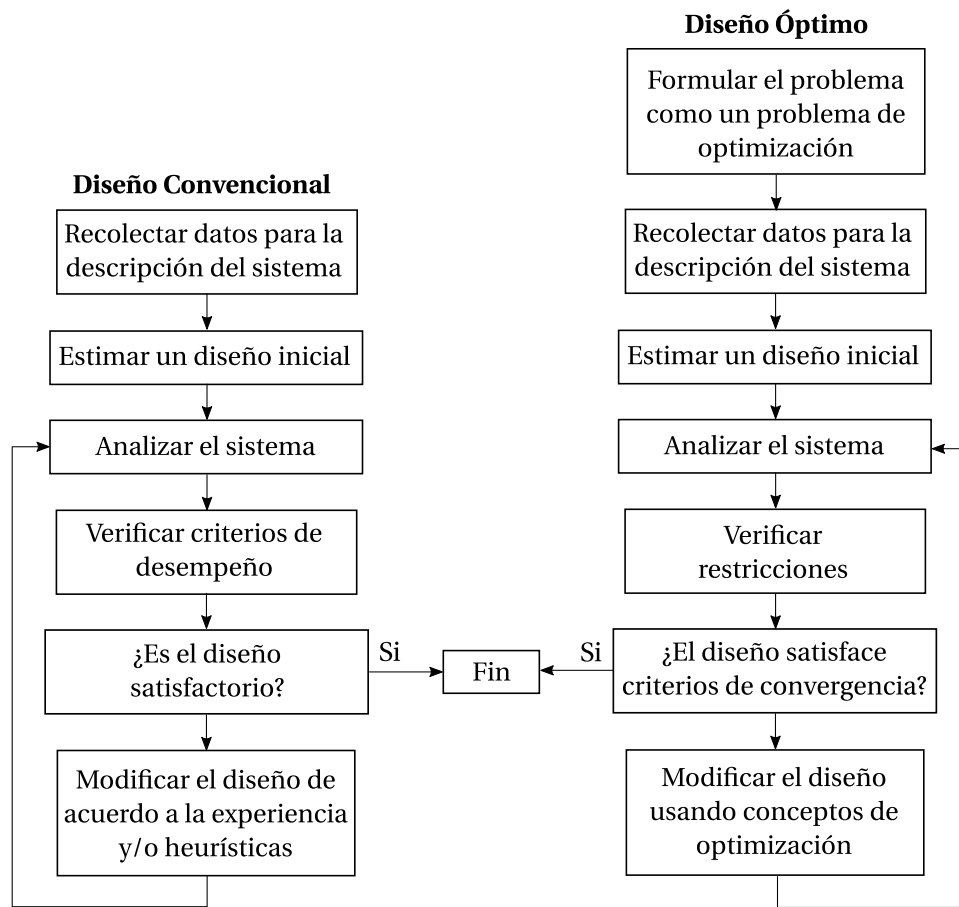 Diseño Convencional
Recolectar datos para la
descripción del sistema
Estimar un diseño inicial
Analizar el sistema
Verificar criterios de
desempeño
¿Es el diseño
satisfactorio?
Si
Modificar el diseño de
acuerdo a la experiencia
y/o heurísticas
Fin
Diseño Óptimo
Formular el problema
como un problema de
optimización
Recolectar datos para la
descripción del sistema
Estimar un diseño inicial
Analizar el sistema
Verificar
restricciones
¿El diseño satisface
criterios de convergencia?
Si
Modificar el diseño
usando conceptos de
optimización